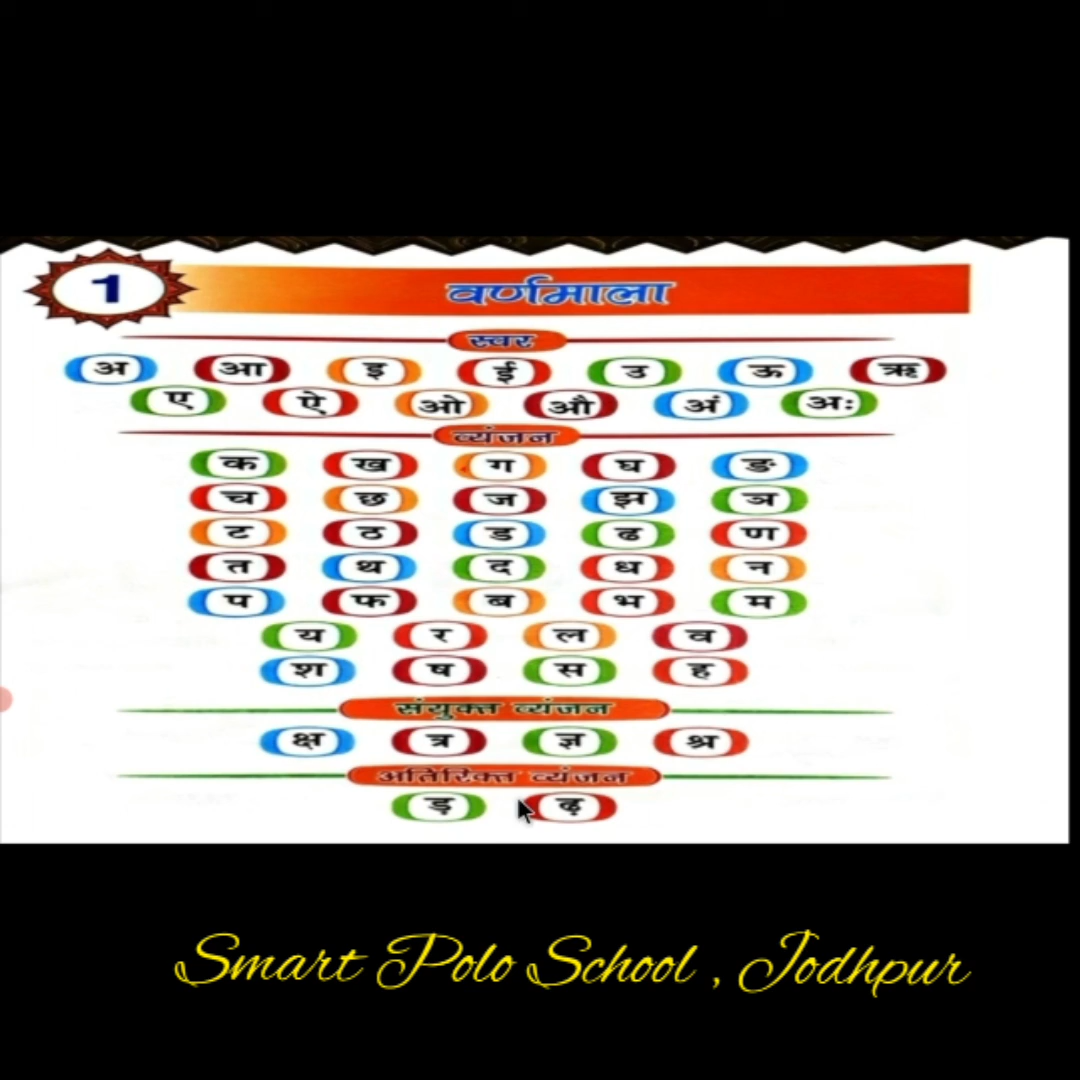 1 वर्णमाला
स्वर
अ आ इ ई उ ऊ ऋ
ए ऐ ओ औ अं अः
व्यंजन
क ख ग घ ङ
च छ ज झ ञ
ट ठ ड ढ ण
त थ द ध न
प फ ब भ म
य र ल व
श ष स ह
संयुक्त व्यंजन
क्ष त्र ज्ञ श्र
अतिरिक्त व्यंजन
ड़ ढ़
Smart Polo School , Jodhpur